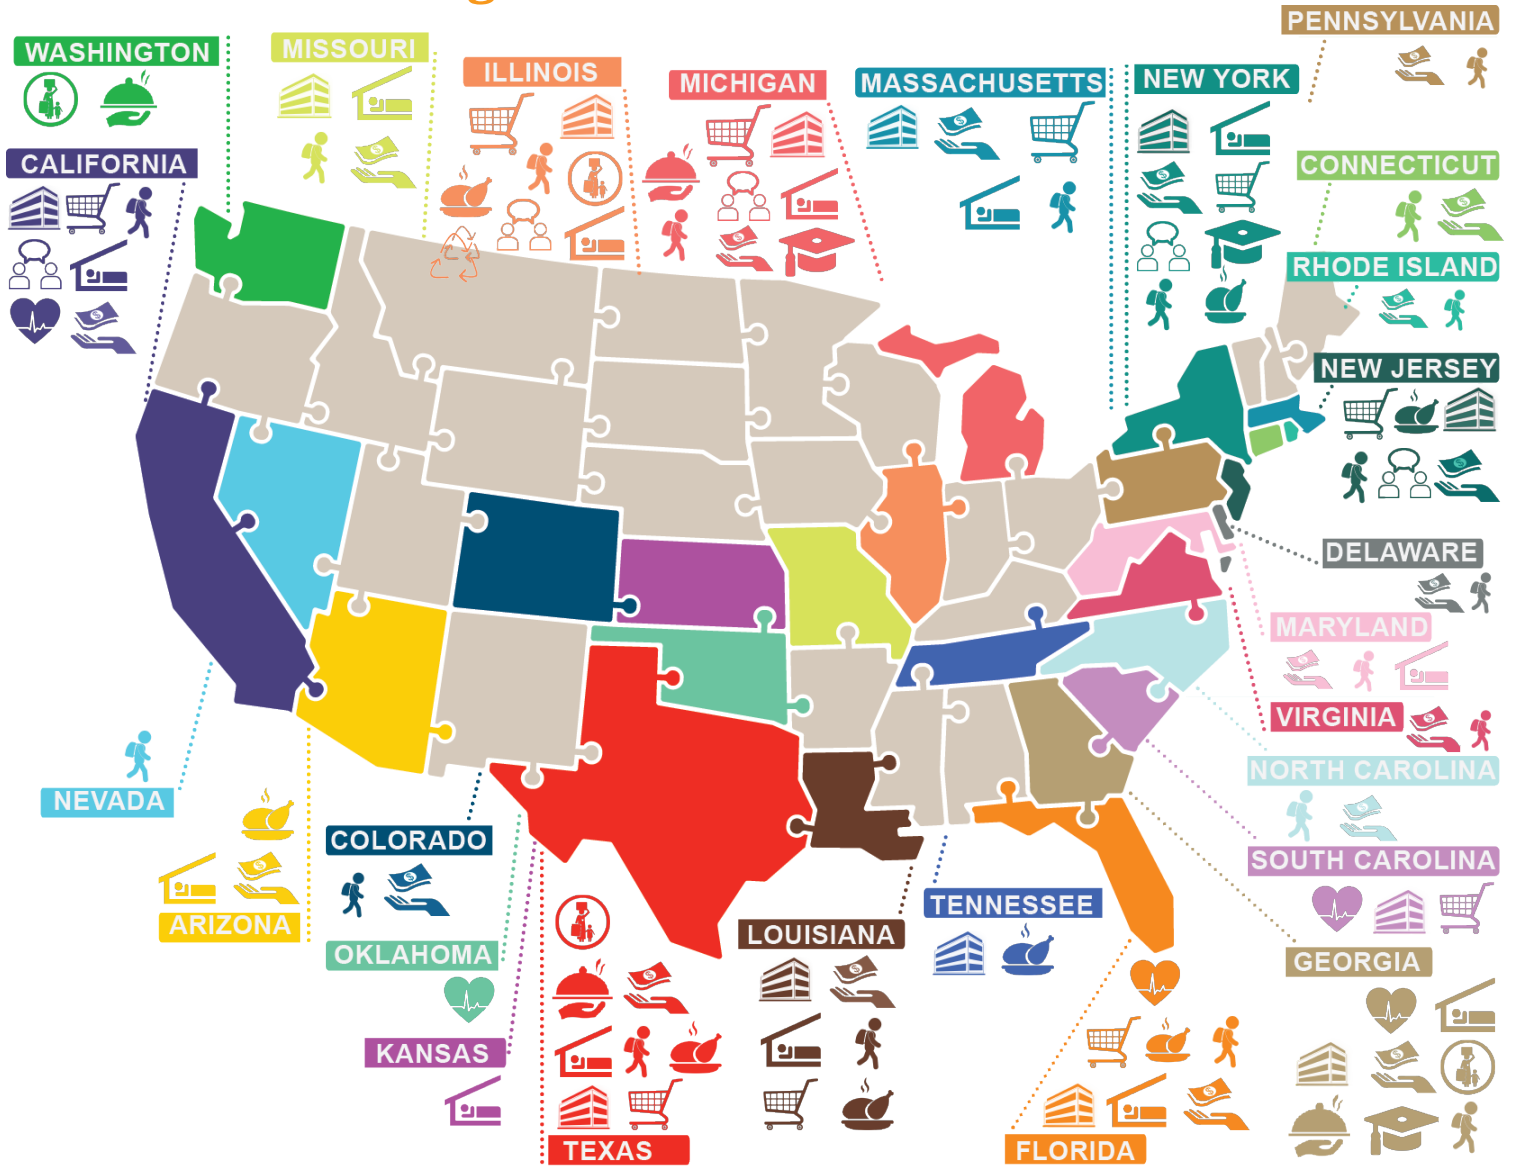 PENNSYLVANIA
WASHINGTON
MISSOURI
ILLINOIS
MICHIGAN
MASSACHUSETTS
NEW YORK
CALIFORNIA
CONNECTICUT
RHODE ISLAND
NEW JERSEY
DELAWARE
MARYLAND
VIRGINIA
NORTH CAROLINA
NEVADA
COLORADO
SOUTH CAROLINA
ARIZONA
TENNESSEE
OKLAHOMA
LOUISIANA
GEORGIA
KANSAS
TEXAS
FLORIDA